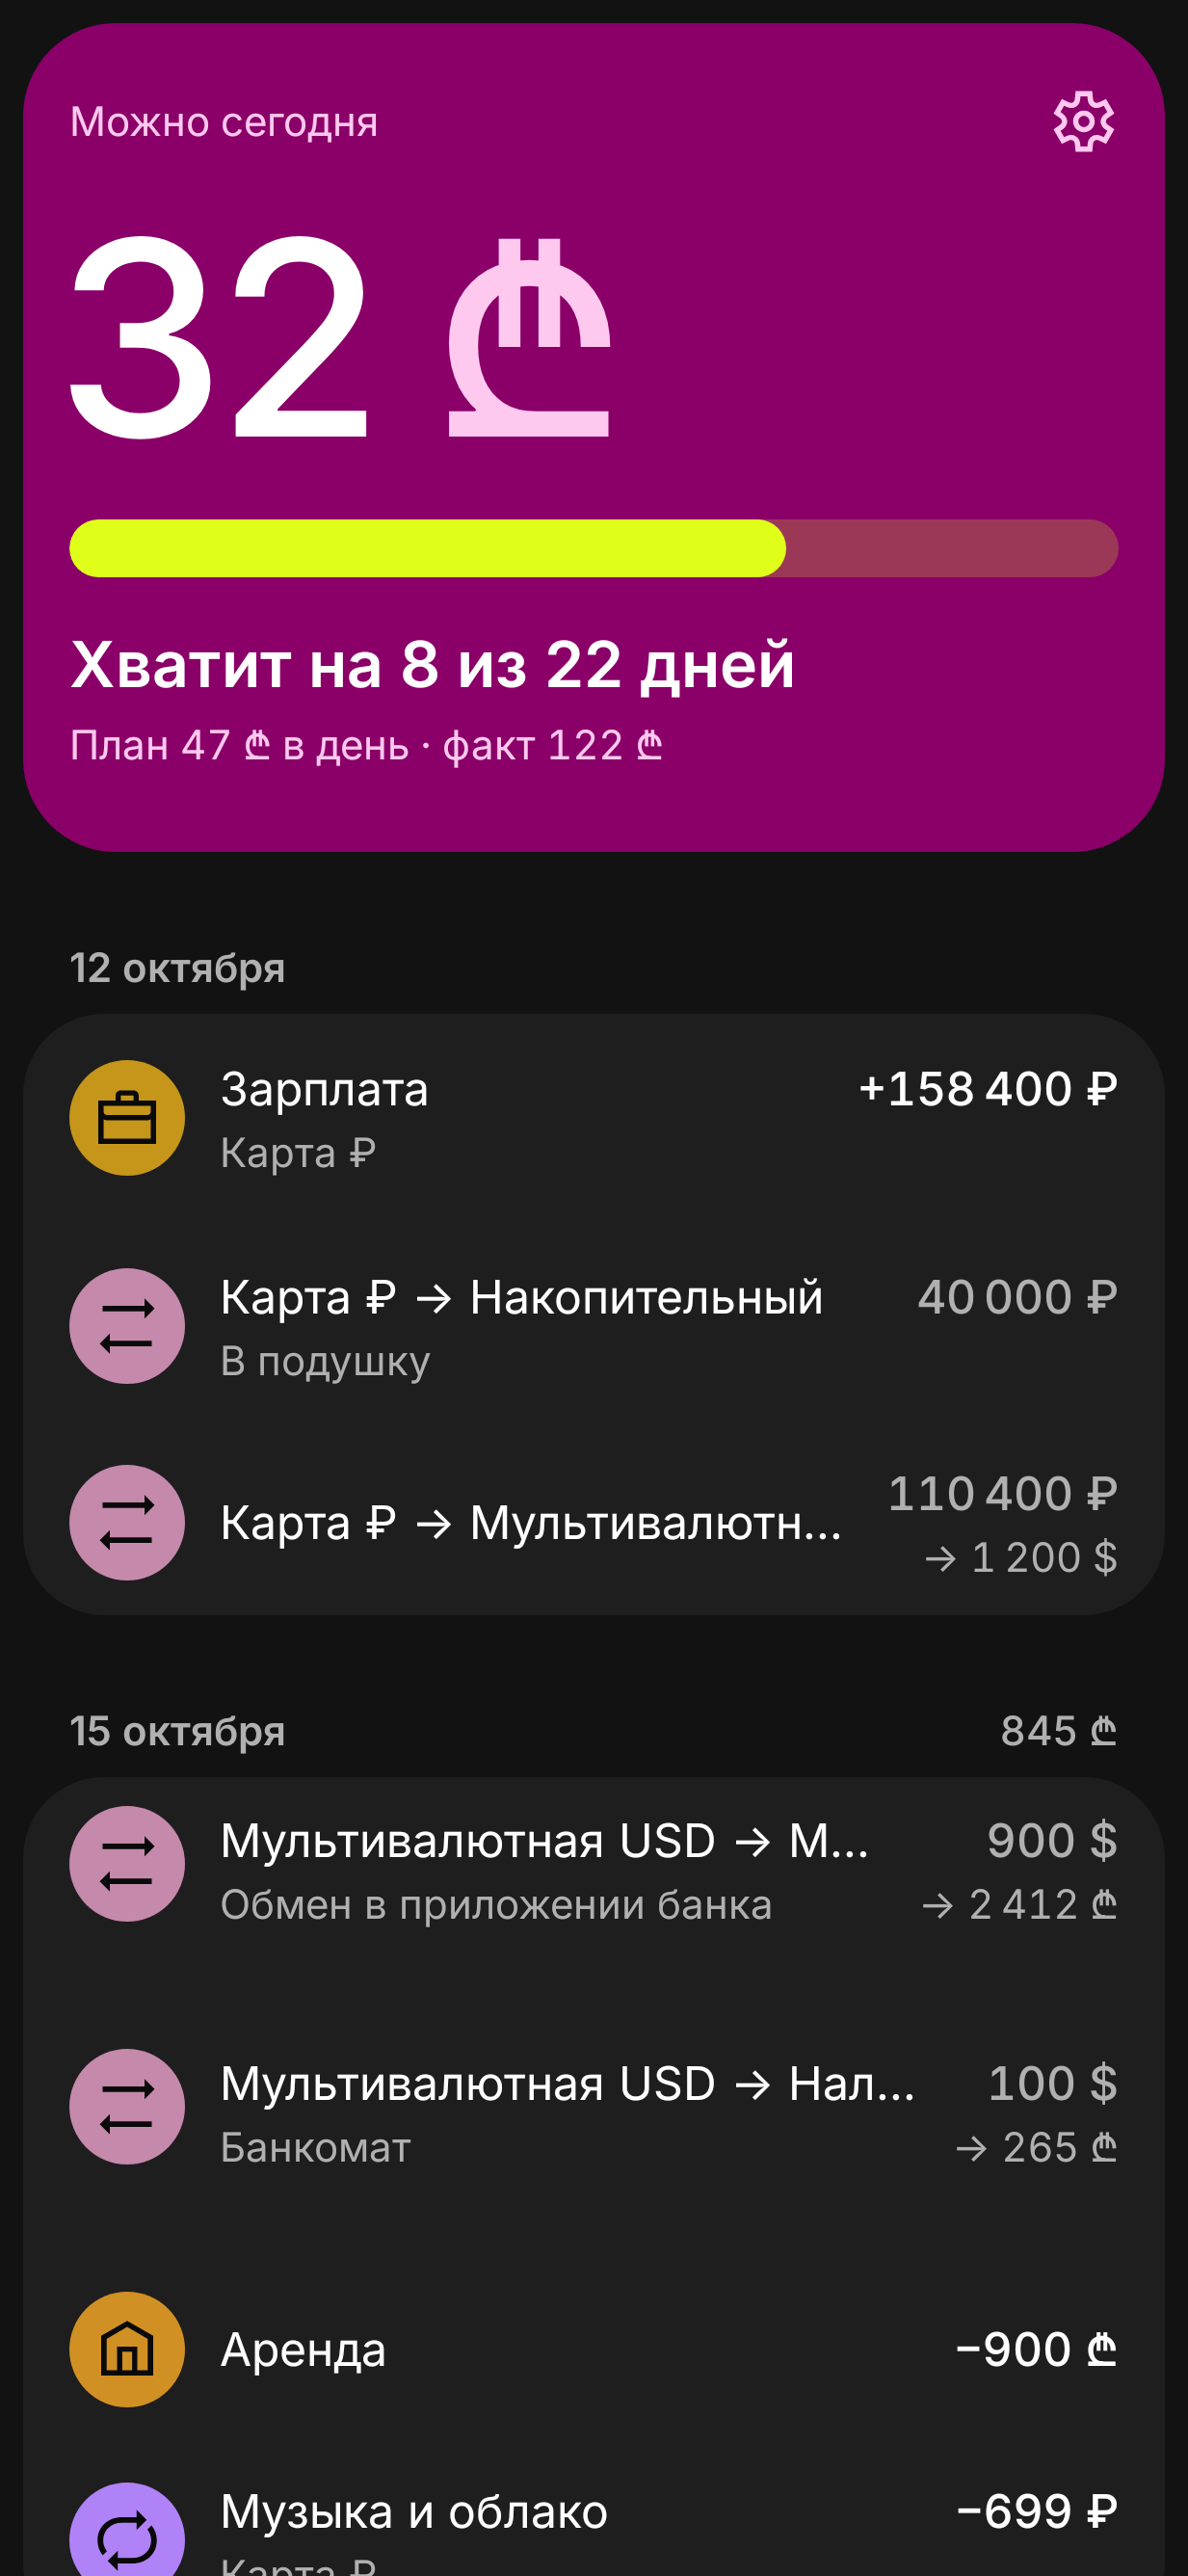 Можно сегодня
32 ₾
Хватит на 8 из 22 дней
План 47 ₾ в день · факт 122 ₾
12 октября
Зарплата +158 400 ₽
Карта ₽
Карта ₽ → Накопительный 40 000 ₽
В подушку
Карта ₽ → Мультивалютн... 110 400 ₽
→ 1 200 $
15 октября 845 ₾
Мультивалютная USD → М... 900 $
Обмен в приложении банка → 2 412 ₾
Мультивалютная USD → Нал... 100 $
Банкомат → 265 ₾
Аренда −900 ₾
Музыка и облако −699 ₽
Карта ₽